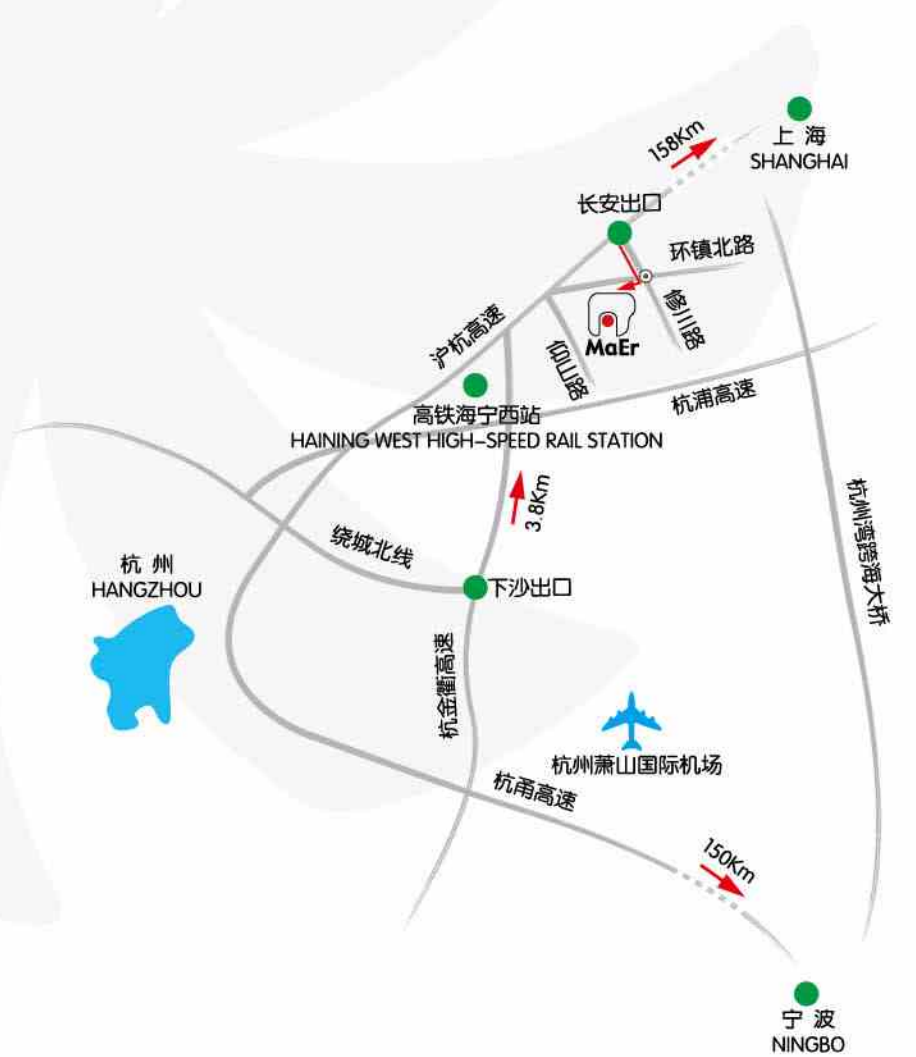 158Km
上 海
SHANGHAI
长安出口
环镇北路
修川路
沪杭高速
MaEr
仰山路
杭浦高速
高铁海宁西站
HAINING WEST HIGH-SPEED RAIL STATION
3.8Km
杭州湾跨海大桥
绕城北线
杭 州
HANGZHOU
下沙出口
杭金衢高速
杭州萧山国际机场
杭甬高速
150Km
宁 波
NINGBO